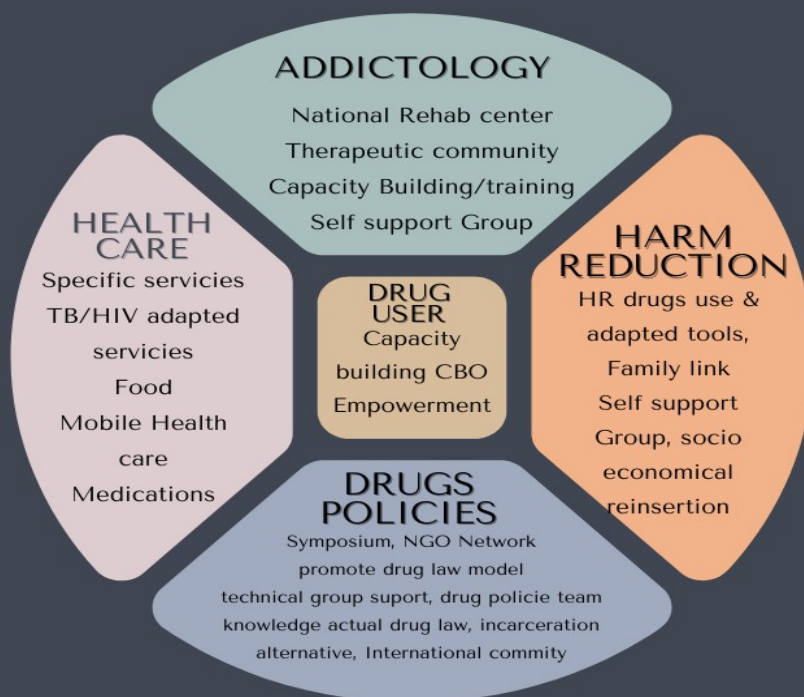 ADDICTOLOGY
National Rehab center
Therapeutic community
Capacity Building/training
Self support Group
HEALTH
CARE
Specific servicies
TB/HIV adapted
servicies
Food
Mobile Health
care
Medications
DRUG
USER
Capacity
building CBO
Empowerment
HARM
REDUCTION
HR drugs use &
adapted tools,
Family link
Self support
Group, socio
economical
reinsertion
DRUGS
POLICIES
Symposium, NGO Network
promote drug law model
technical group suport, drug policie team
knowledge actual drug law, incarceration
alternative, International commity